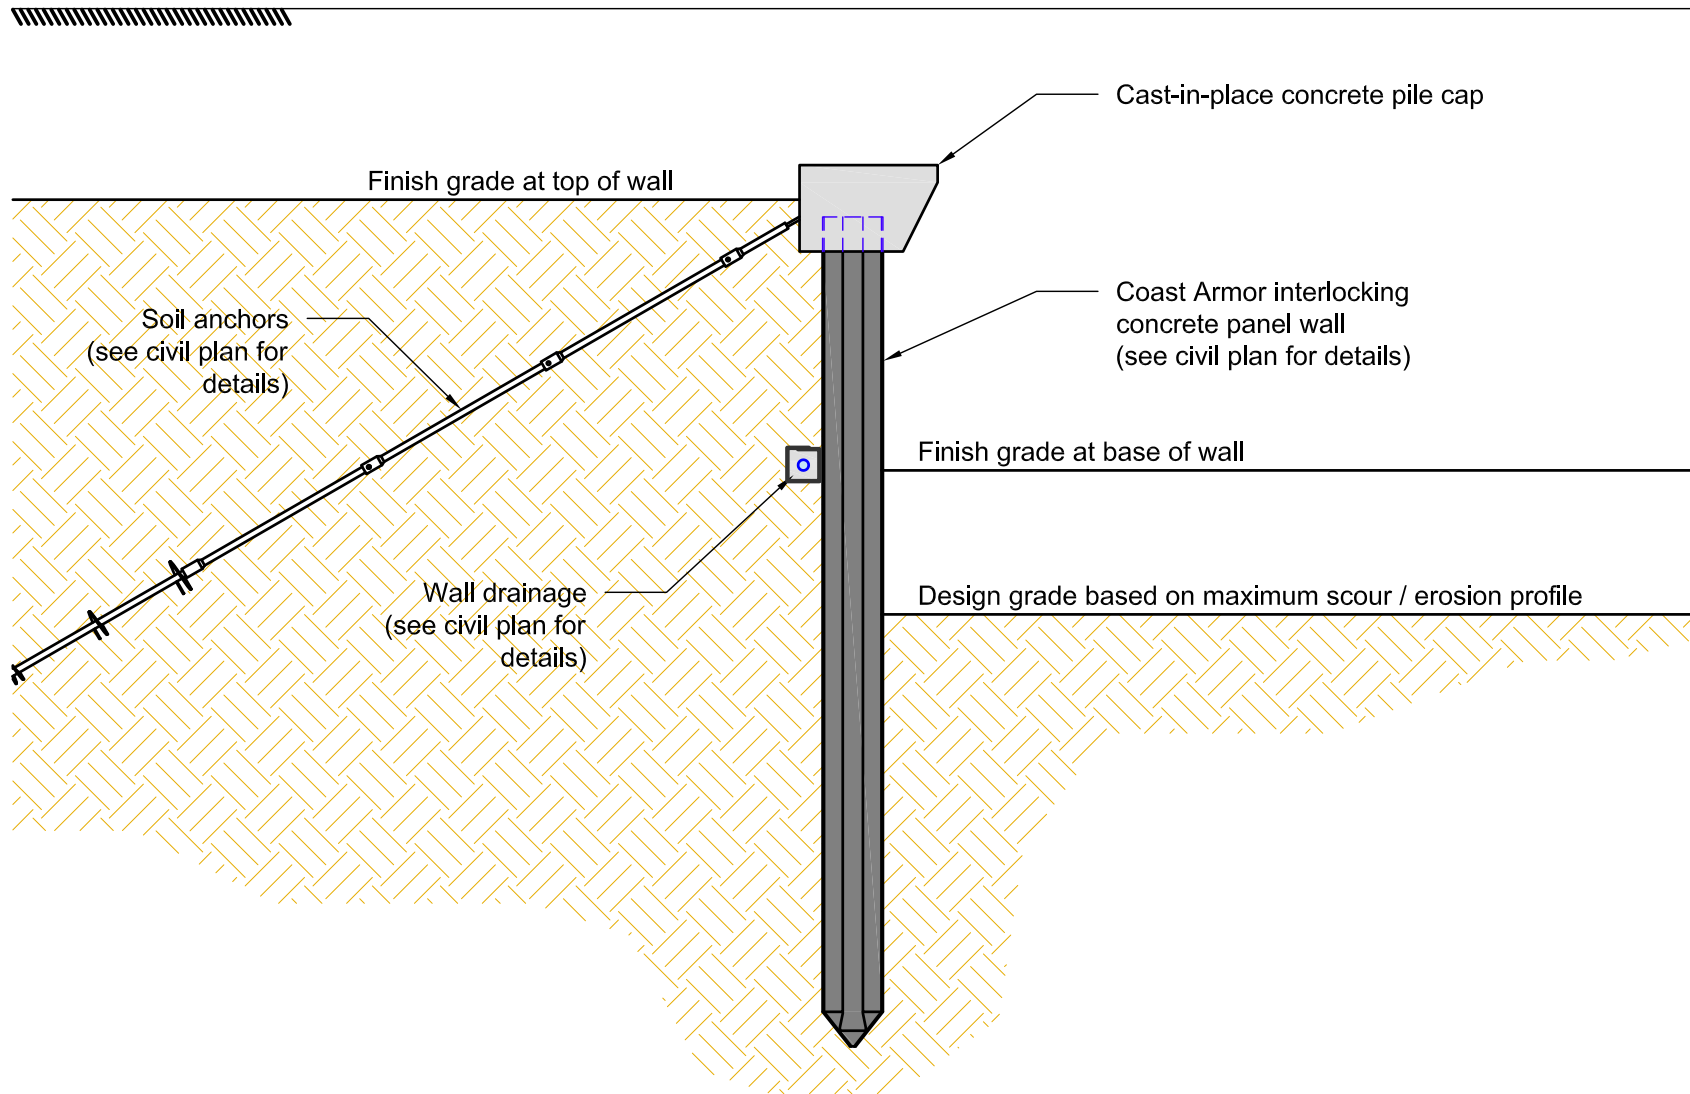 Cast-in-place concrete pile cap
Finish grade at top of wall
Coast Armor interlocking
concrete panel wall
(see civil plan for details)
Soil anchors
(see civil plan for
details)
Finish grade at base of wall
Wall drainage
(see civil plan for
details)
Design grade based on maximum scour / erosion profile